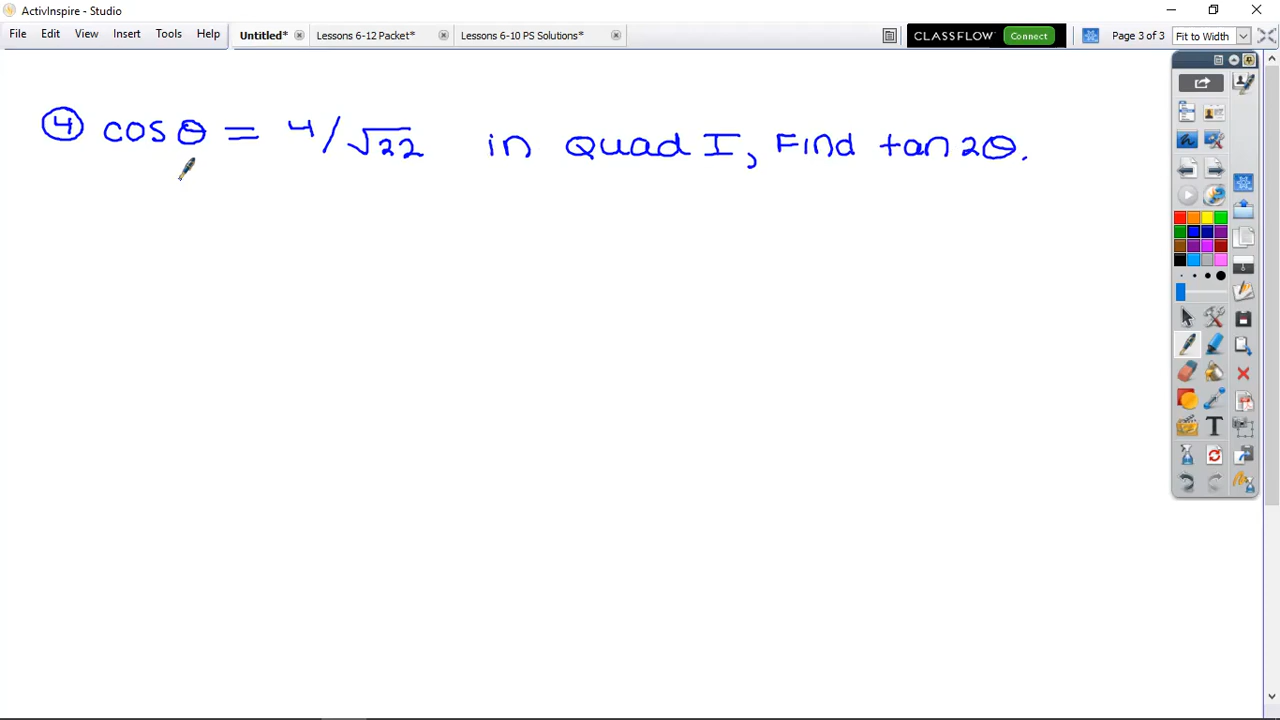 ActivInspire - Studio
File Edit View Insert Tools Help Untitled* Lessons 6-12 Packet* Lessons 6-10 PS Solutions* CLASSFLOW Connect Page 3 of 3 Fit to Width
④ cos θ = 4/√22 in Quad I, Find tan 2θ.